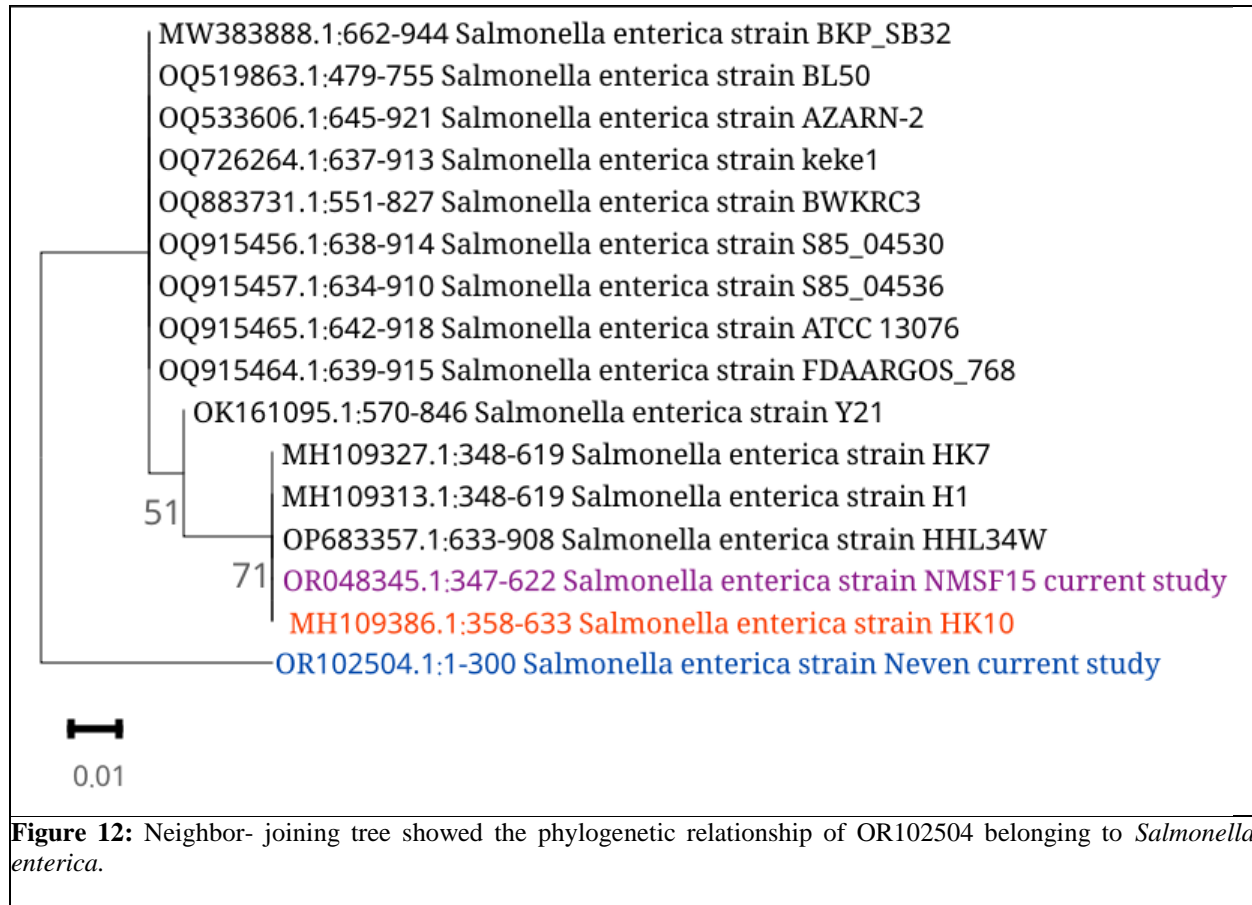 MW383888.1:662-944 Salmonella enterica strain BKP_SB32
OQ519863.1:479-755 Salmonella enterica strain BL50
OQ533606.1:645-921 Salmonella enterica strain AZARN-2
OQ726264.1:637-913 Salmonella enterica strain keke1
OQ883731.1:551-827 Salmonella enterica strain BWKRC3
OQ915456.1:638-914 Salmonella enterica strain S85_04530
OQ915457.1:634-910 Salmonella enterica strain S85_04536
OQ915465.1:642-918 Salmonella enterica strain ATCC 13076
OQ915464.1:639-915 Salmonella enterica strain FDAARGOS_768
OK161095.1:570-846 Salmonella enterica strain Y21
MH109327.1:348-619 Salmonella enterica strain HK7
MH109313.1:348-619 Salmonella enterica strain H1
51
OP683357.1:633-908 Salmonella enterica strain HHL34W
71
OR048345.1:347-622 Salmonella enterica strain NMSF15 current study
MH109386.1:358-633 Salmonella enterica strain HK10
OR102504.1:1-300 Salmonella enterica strain Neven current study
0.01
Figure 12: Neighbor- joining tree showed the phylogenetic relationship of OR102504 belonging to Salmonella
enterica.